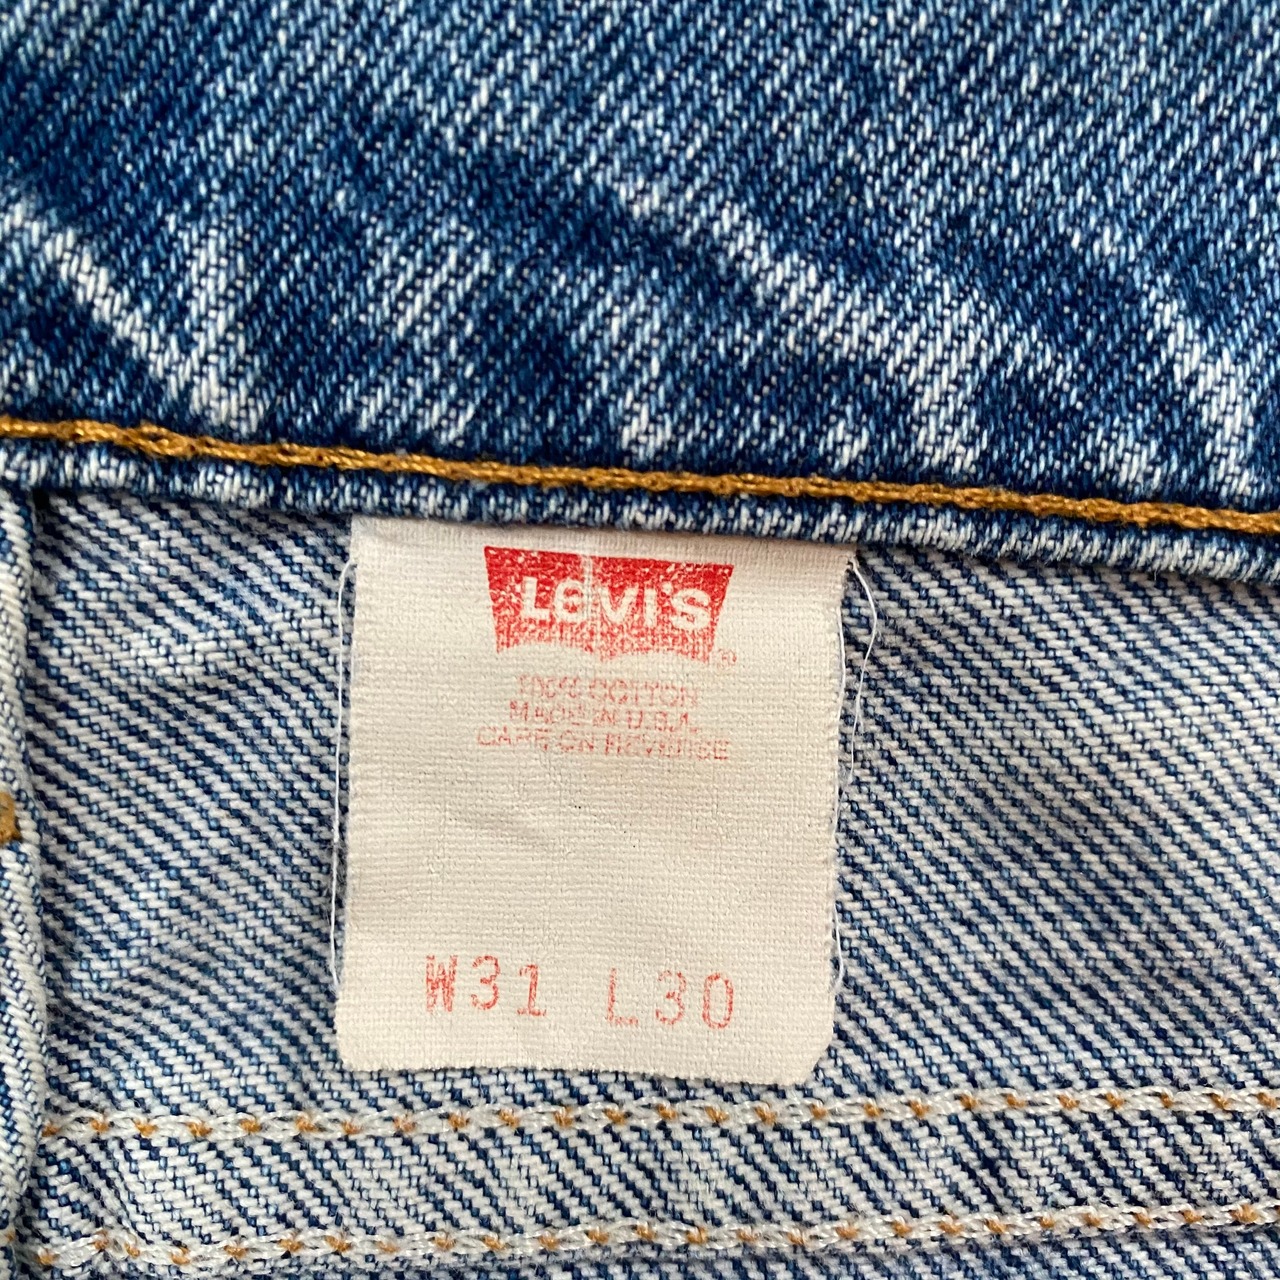 LEVI'S ®
100% COTTON
MADE IN U.S.A.
CARE ON REVERSE
W31 L30